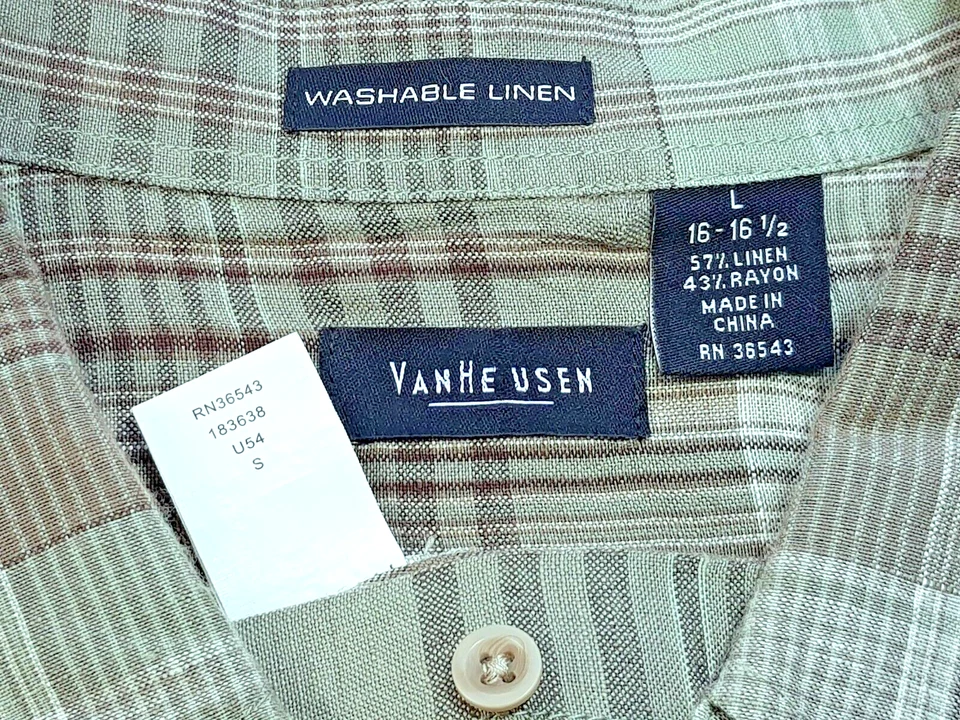 WASHABLE LINEN
L
16-16 ½
57% LINEN
43% RAYON
MADE IN
CHINA
RN 36543
VANHEUSEN
RN36543
183638
U54
S